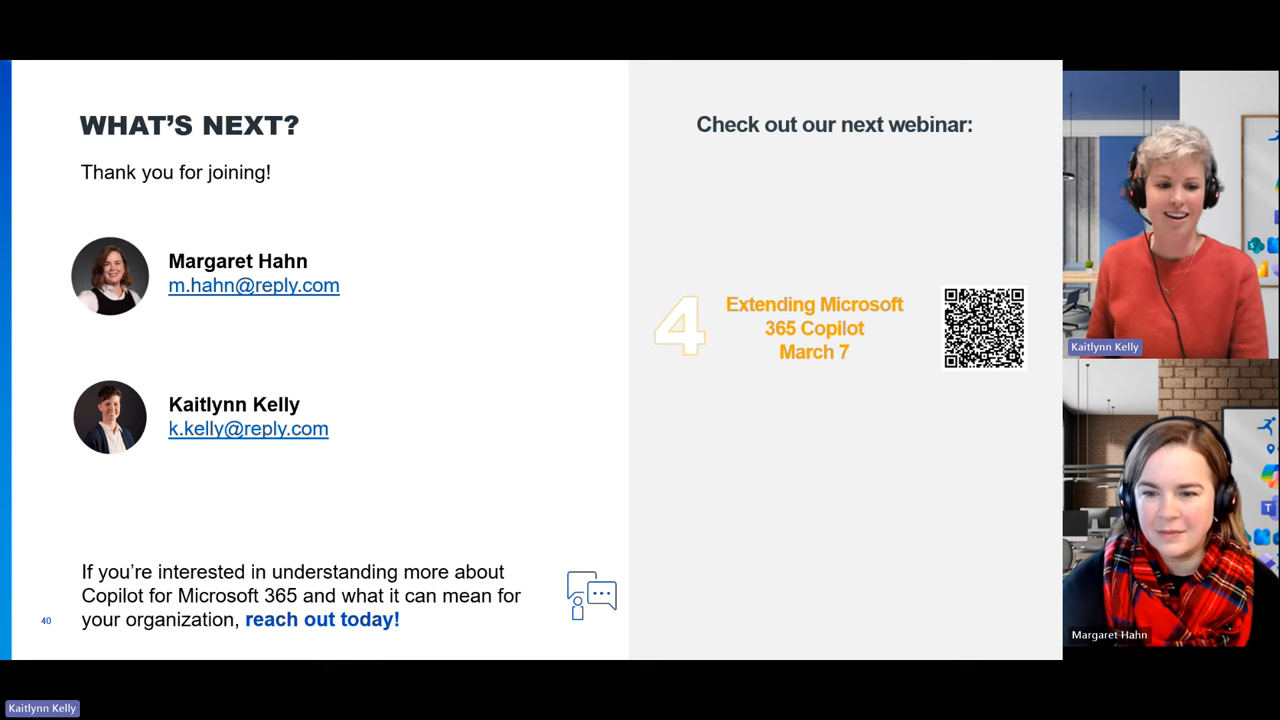 WHAT'S NEXT?
Thank you for joining!
Margaret Hahn
m.hahn@reply.com
Kaitlynn Kelly
k.kelly@reply.com
If you're interested in understanding more about
Copilot for Microsoft 365 and what it can mean for
your organization, reach out today!
40
Check out our next webinar:
4
Extending Microsoft
365 Copilot
March 7
Kaitlynn Kelly
Margaret Hahn
Kaitlynn Kelly